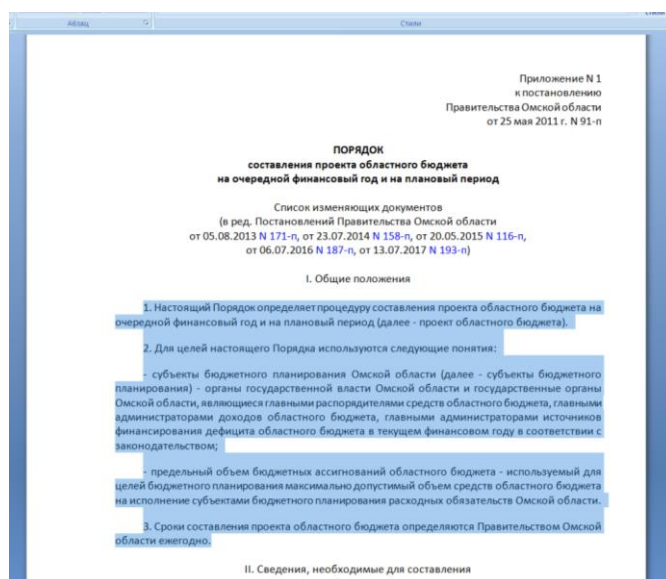 Абзац
Стили
Приложение N 1
к постановлению
Правительства Омской области
от 25 мая 2011 г. N 91-п
ПОРЯДОК
составления проекта областного бюджета
на очередной финансовый год и на плановый период
Список изменяющих документов
(в ред. Постановлений Правительства Омской области
от 05.08.2013 N 171-п, от 23.07.2014 N 158-п, от 20.05.2015 N 116-п,
от 06.07.2016 N 187-п, от 13.07.2017 N 193-п)
I. Общие положения
1. Настоящий Порядок определяет процедуру составления проекта областного бюджета на
очередной финансовый год и на плановый период (далее - проект областного бюджета).
2. Для целей настоящего Порядка используются следующие понятия:
- субъекты бюджетного планирования Омской области (далее - субъекты бюджетного
планирования) - органы государственной власти Омской области и государственные органы
Омской области, являющиеся главными распорядителями средств областного бюджета, главными
администраторами доходов областного бюджета, главными администраторами источников
финансирования дефицита областного бюджета в текущем финансовом году в соответствии с
законодательством;
- предельный объем бюджетных ассигнований областного бюджета - используемый для
целей бюджетного планирования максимально допустимый объем средств областного бюджета
на исполнение субъектами бюджетного планирования расходных обязательств Омской области.
3. Сроки составления проекта областного бюджета определяются Правительством Омской
области ежегодно.
II. Сведения, необходимые для составления